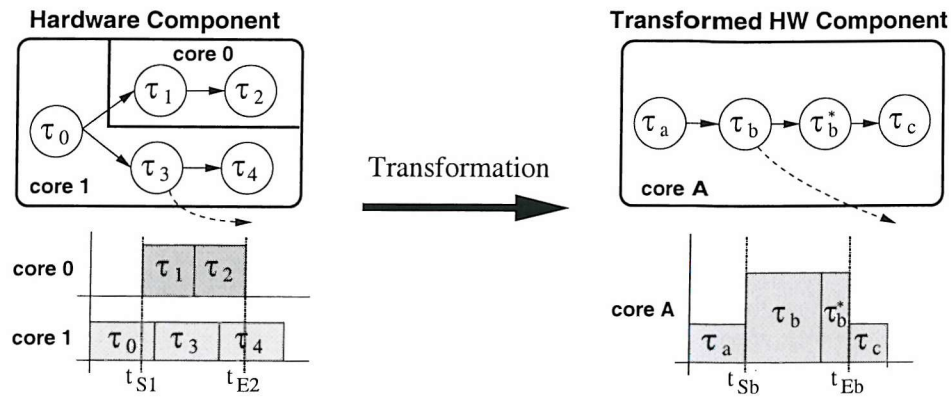 Hardware Component
Transformed HW Component
core 0
τ1
τ2
τ0
τ3
τ4
core 1
Transformation
τa
τb
τb*
τc
core A
core 0
τ1
τ2
core 1
τ0
τ3
τ4
tS1
tE2
core A
τa
τb
τb*
τc
tSb
tEb